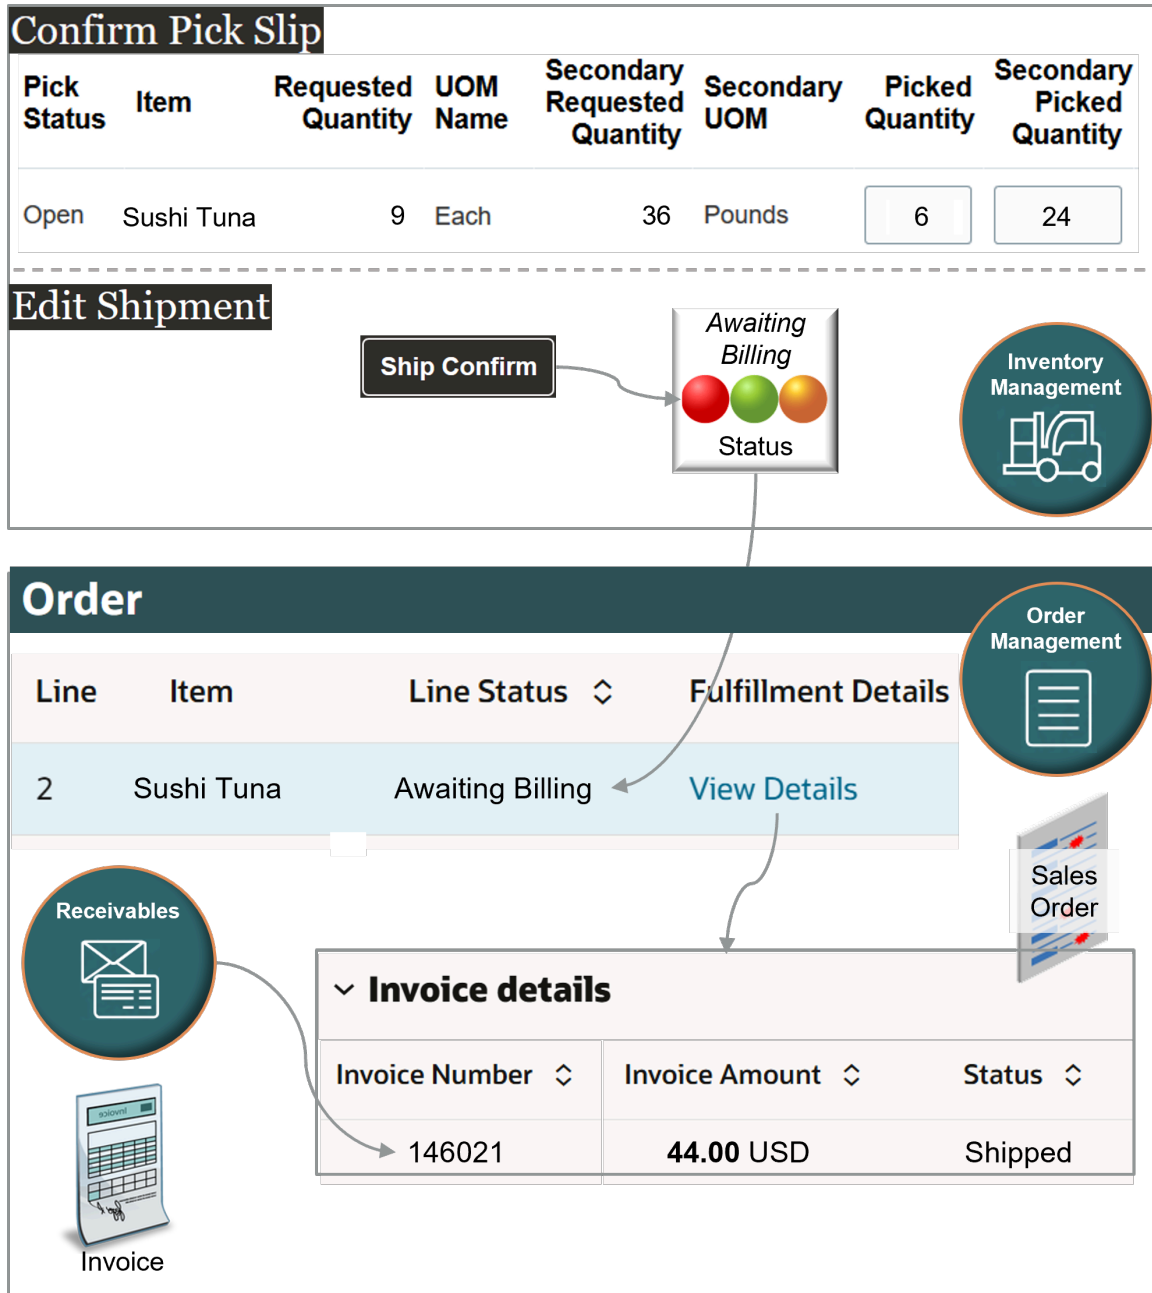 Confirm Pick Slip
Pick Status
Item
Requested Quantity
UOM Name
Secondary Requested Quantity
Secondary UOM
Picked Quantity
Secondary Picked Quantity
Open
Sushi Tuna
9
Each
36
Pounds
6
24
Edit Shipment
Ship Confirm
Awaiting
Billing
Status
Inventory
Management
Order
Order
Management
Line
Item
Line Status
Fulfillment Details
2
Sushi Tuna
Awaiting Billing
View Details
Sales
Order
Receivables
Invoice details
Invoice Number
Invoice Amount
Status
146021
44.00 USD
Shipped
Invoice
Invoice